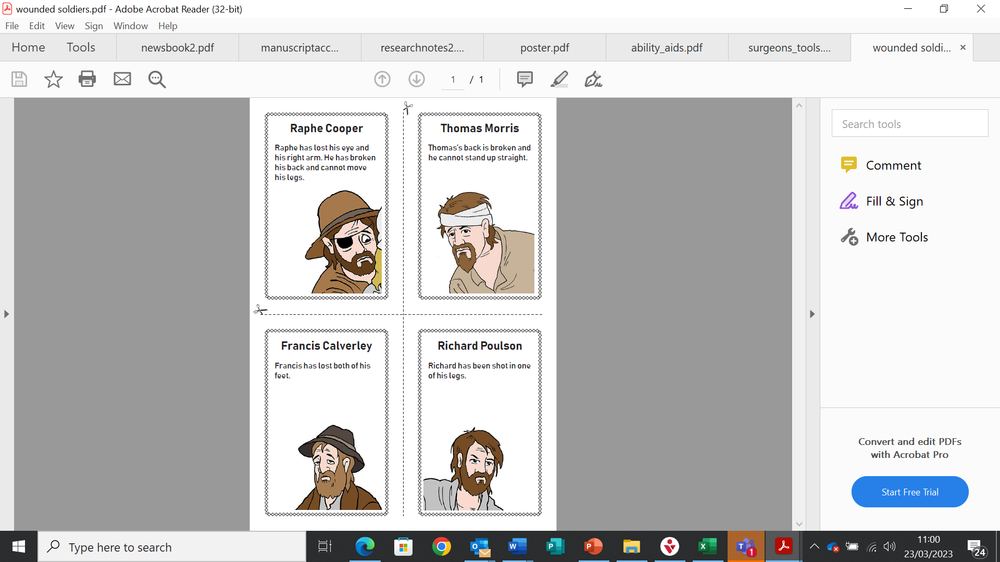 wounded soldiers.pdf - Adobe Acrobat Reader (32-bit)
File Edit View Sign Window Help
Home Tools newsbook2.pdf manuscriptacc... researchnotes2.... poster.pdf ability_aids.pdf surgeons_tools.... wounded soldi... ×
1 / 1
Raphe Cooper
Raphe has lost his eye and
his right arm. He has broken
his back and cannot move
his legs.
Thomas Morris
Thomas's back is broken and
he cannot stand up straight.
Francis Calverley
Francis has lost both of his
feet.
Richard Poulson
Richard has been shot in one
of his legs.
Search tools
Comment
Fill & Sign
More Tools
Convert and edit PDFs
with Acrobat Pro
Start Free Trial
Type here to search
O
W
P
P
X
T
1
11:00
23/03/2023
24